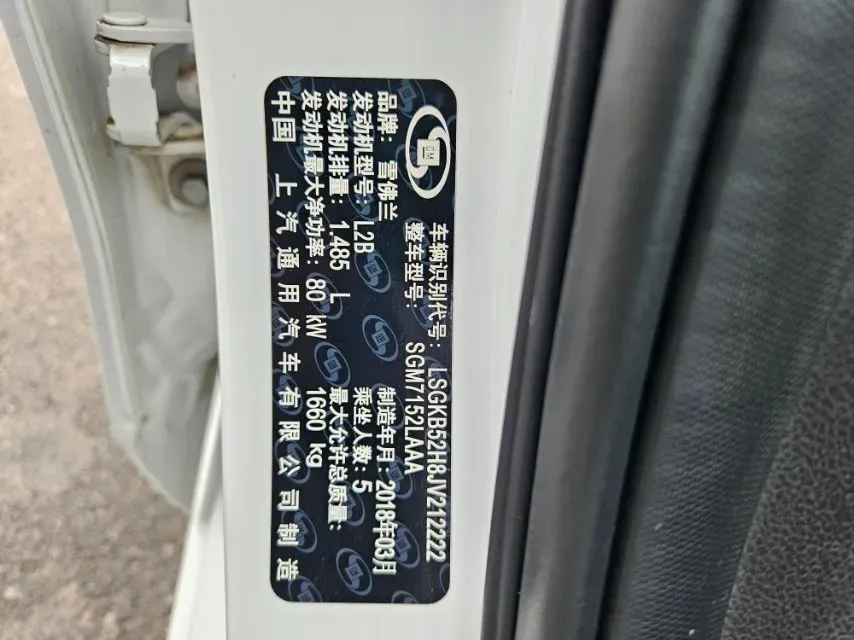 GM
车辆识别代号: LSGKB52H8JV212222
整车型号: SGM7152LAAA
品牌: 雪佛兰 制造年月: 2018年03月
发动机型号: L2B 乘坐人数: 5
发动机排量: 1.485 L 最大允许总质量:
发动机最大净功率: 80 kW 1660 kg
中国 上汽通用汽车有限公司制造